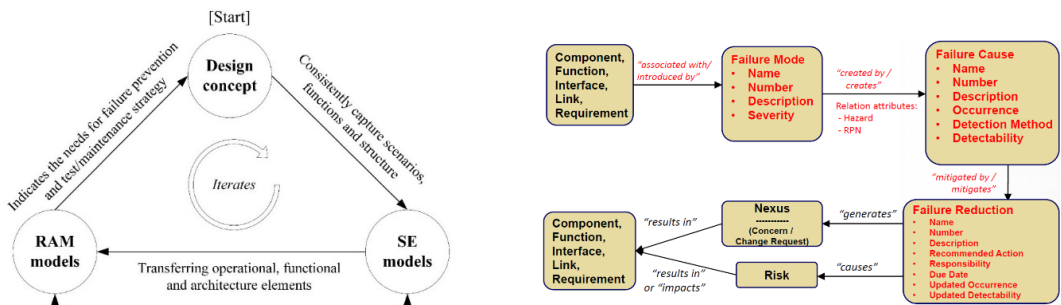 [Start]
Design
concept
Indicates the needs for failure prevention
and test/maintenance strategy
Consistently capture scenarios,
functions and structure
Iterates
RAM
models
SE
models
Transferring operational, functional
and architecture elements
Component,
Function,
Interface,
Link,
Requirement
"associated with/
introduced by"
Failure Mode
• Name
• Number
• Description
• Severity
"created by /
creates"
Relation attributes:
- Hazard
- RPN
Failure Cause
• Name
• Number
• Description
• Occurrence
• Detection Method
• Detectability
"mitigated by /
mitigates"
Failure Reduction
• Name
• Number
• Description
• Recommended Action
• Responsibility
• Due Date
• Updated Occurrence
• Updated Detectability
"generates"
Nexus
----------
(Concern /
Change Request)
"results in"
"causes"
Risk
"results in"
or "impacts"
Component,
Function,
Interface,
Link,
Requirement